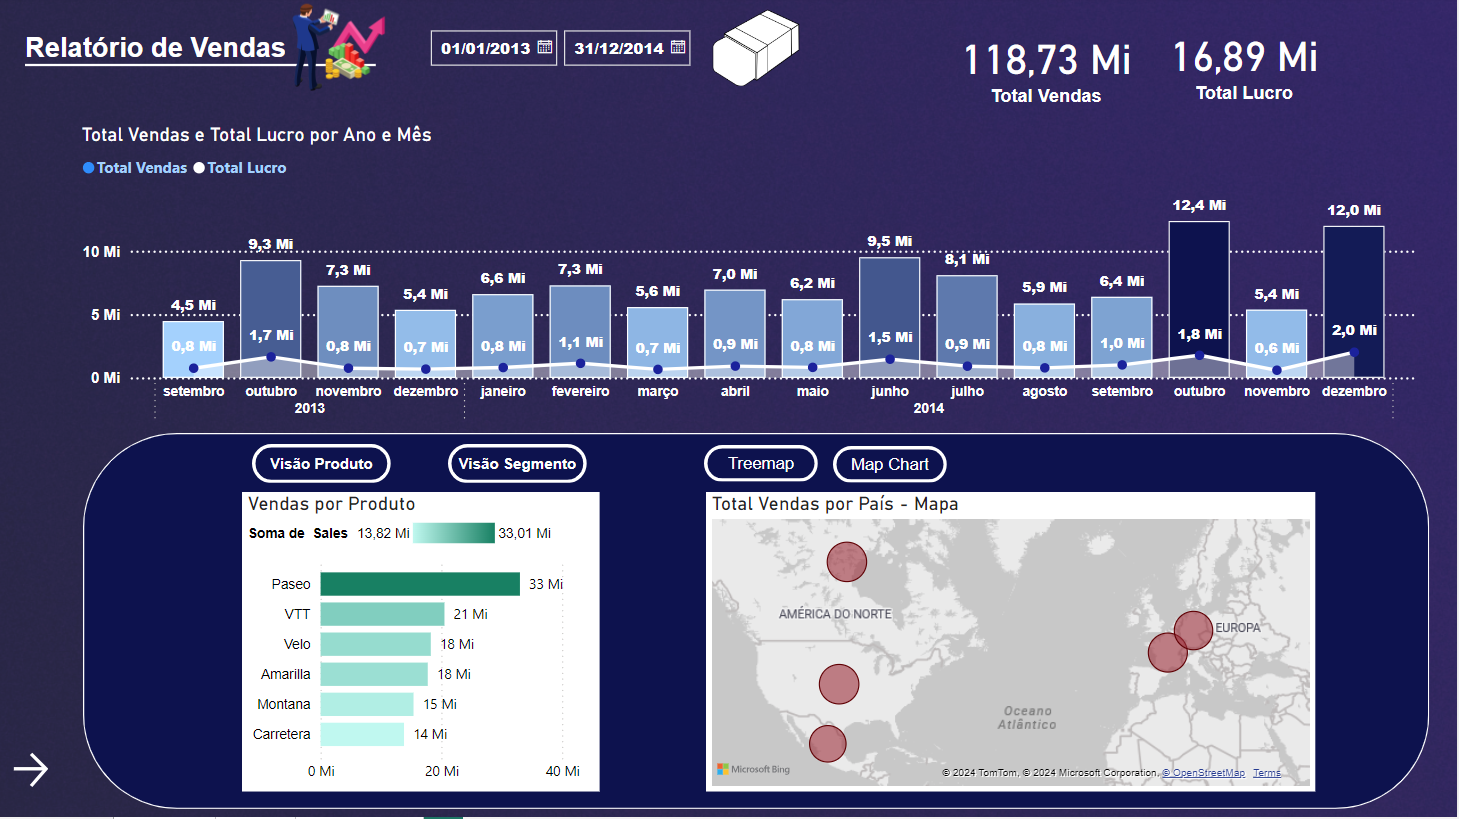 Relatório de Vendas
01/01/2013
31/12/2014
118,73 Mi
Total Vendas
16,89 Mi
Total Lucro
Total Vendas e Total Lucro por Ano e Mês
Total Vendas Total Lucro
10 Mi
5 Mi
0 Mi
4,5 Mi 9,3 Mi 7,3 Mi 5,4 Mi 6,6 Mi 7,3 Mi 5,6 Mi 7,0 Mi 6,2 Mi 9,5 Mi 8,1 Mi 5,9 Mi 6,4 Mi 12,4 Mi 5,4 Mi 12,0 Mi
0,8 Mi 1,7 Mi 0,8 Mi 0,7 Mi 0,8 Mi 1,1 Mi 0,7 Mi 0,9 Mi 0,8 Mi 1,5 Mi 0,9 Mi 0,8 Mi 1,0 Mi 1,8 Mi 0,6 Mi 2,0 Mi
setembro outubro novembro dezembro janeiro fevereiro março abril maio junho julho agosto setembro outubro novembro dezembro
2013 2014
Visão Produto
Visão Segmento
Treemap
Map Chart
Vendas por Produto
Soma de Sales 13,82 Mi 33,01 Mi
Paseo 33 Mi
VTT 21 Mi
Velo 18 Mi
Amarilla 18 Mi
Montana 15 Mi
Carretera 14 Mi
0 Mi 20 Mi 40 Mi
Total Vendas por País - Mapa
AMÉRICA DO NORTE
EUROPA
Oceano
Atlântico
Microsoft Bing
© 2024 TomTom, © 2024 Microsoft Corporation, © OpenStreetMap Terms